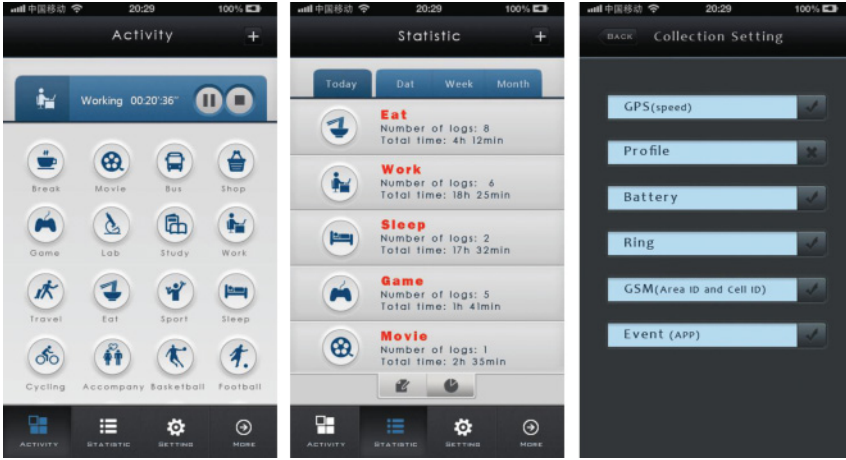 中国移动 20:29 100%
Activity +
Working 00:20':36"
Break Movie Bus Shop
Game Lab Study Work
Travel Eat Sport Sleep
Cycling Accompany Basketball Football
ACTIVITY STATISTIC SETTING MORE
中国移动 20:29 100%
Statistic +
Today Dat Week Month
Eat
Number of logs: 8
Total time: 4h 12min
Work
Number of logs: 6
Total time: 18h 25min
Sleep
Number of logs: 2
Total time: 17h 32min
Game
Number of logs: 5
Total time: 1h 41min
Movie
Number of logs: 1
Total time: 2h 35min
ACTIVITY STATISTIC SETTING MORE
中国移动 20:29 100%
BACK Collection Setting
GPS(speed)
Profile
Battery
Ring
GSM(Area ID and Cell ID)
Event (APP)